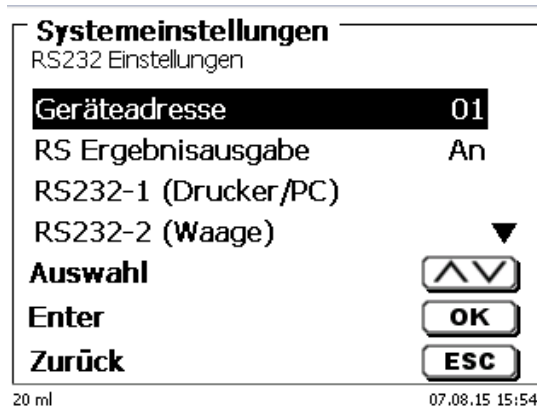 Systemeinstellungen
RS232 Einstellungen
Geräteadresse 01
RS Ergebnisausgabe An
RS232-1 (Drucker/PC)
RS232-2 (Waage)
Auswahl
Enter OK
Zurück ESC
20 ml 07.08.15 15:54